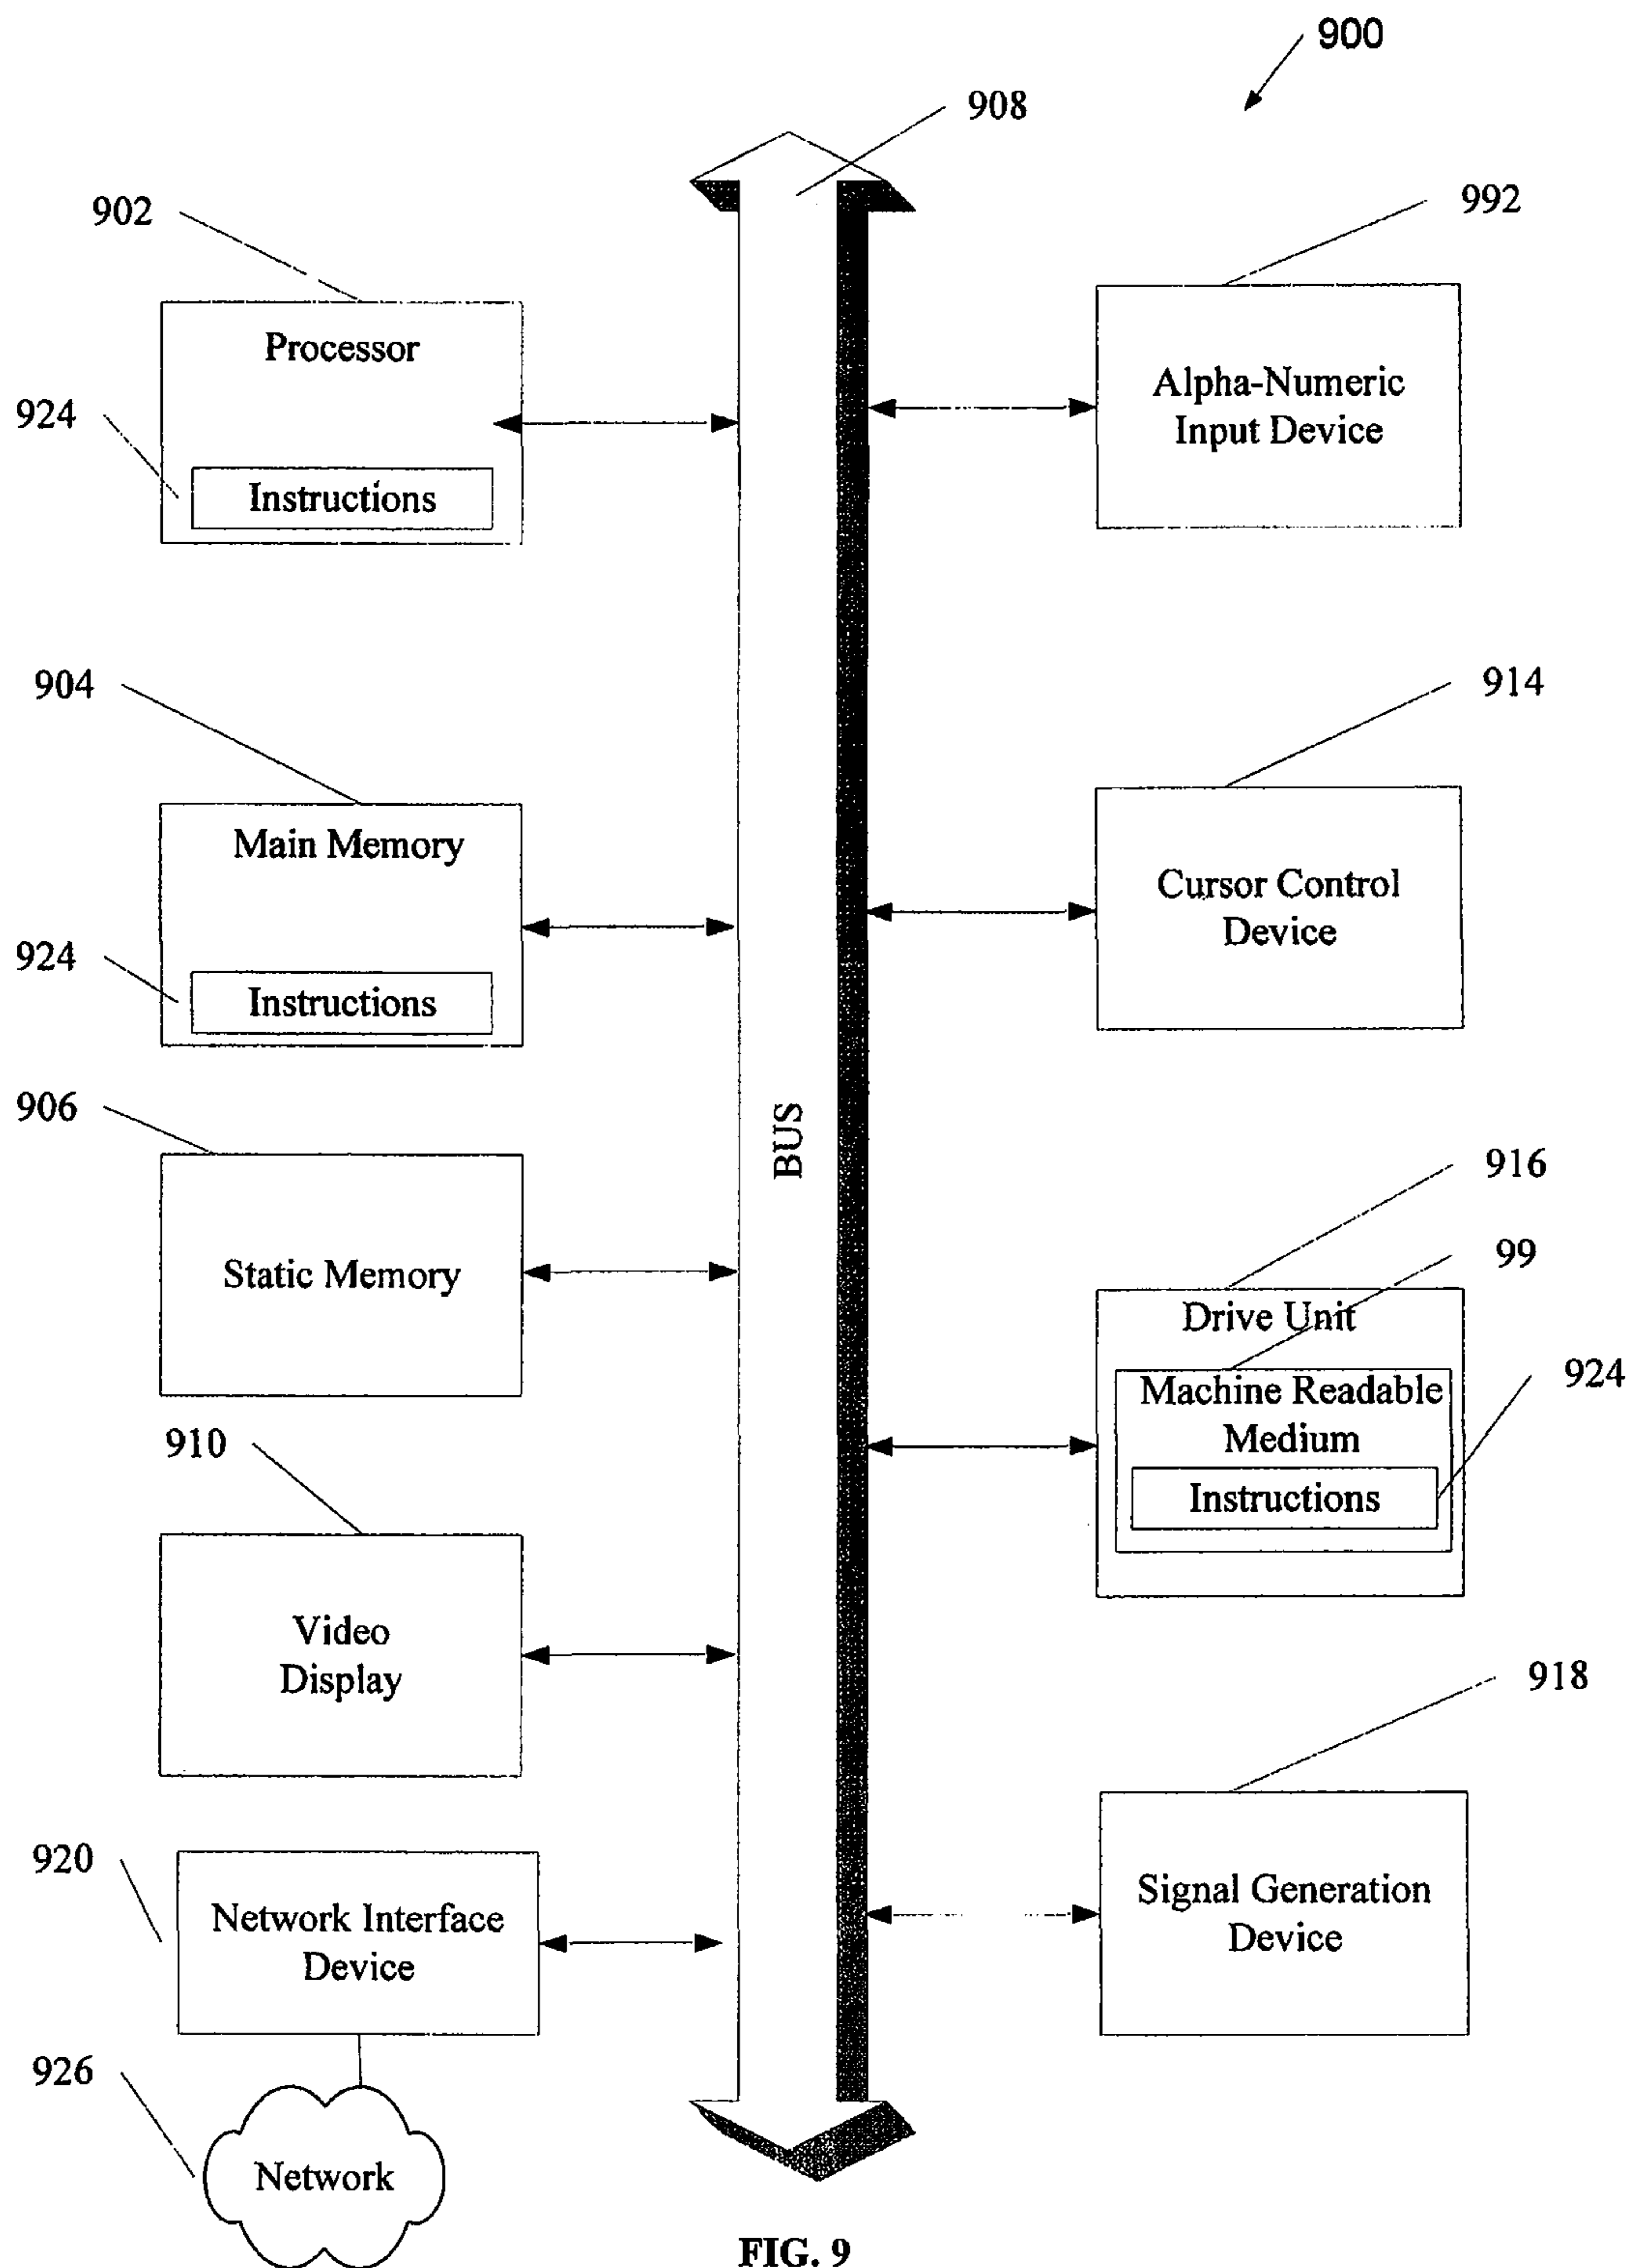 900
908
902
992
Processor
924
Instructions
Alpha-Numeric
Input Device
904
914
Main Memory
924
Instructions
Cursor Control
Device
906
BUS
Static Memory
916
99
Drive Unit
924
Machine Readable
Medium
Instructions
910
Video
Display
918
920
Network Interface
Device
Signal Generation
Device
926
Network
FIG. 9